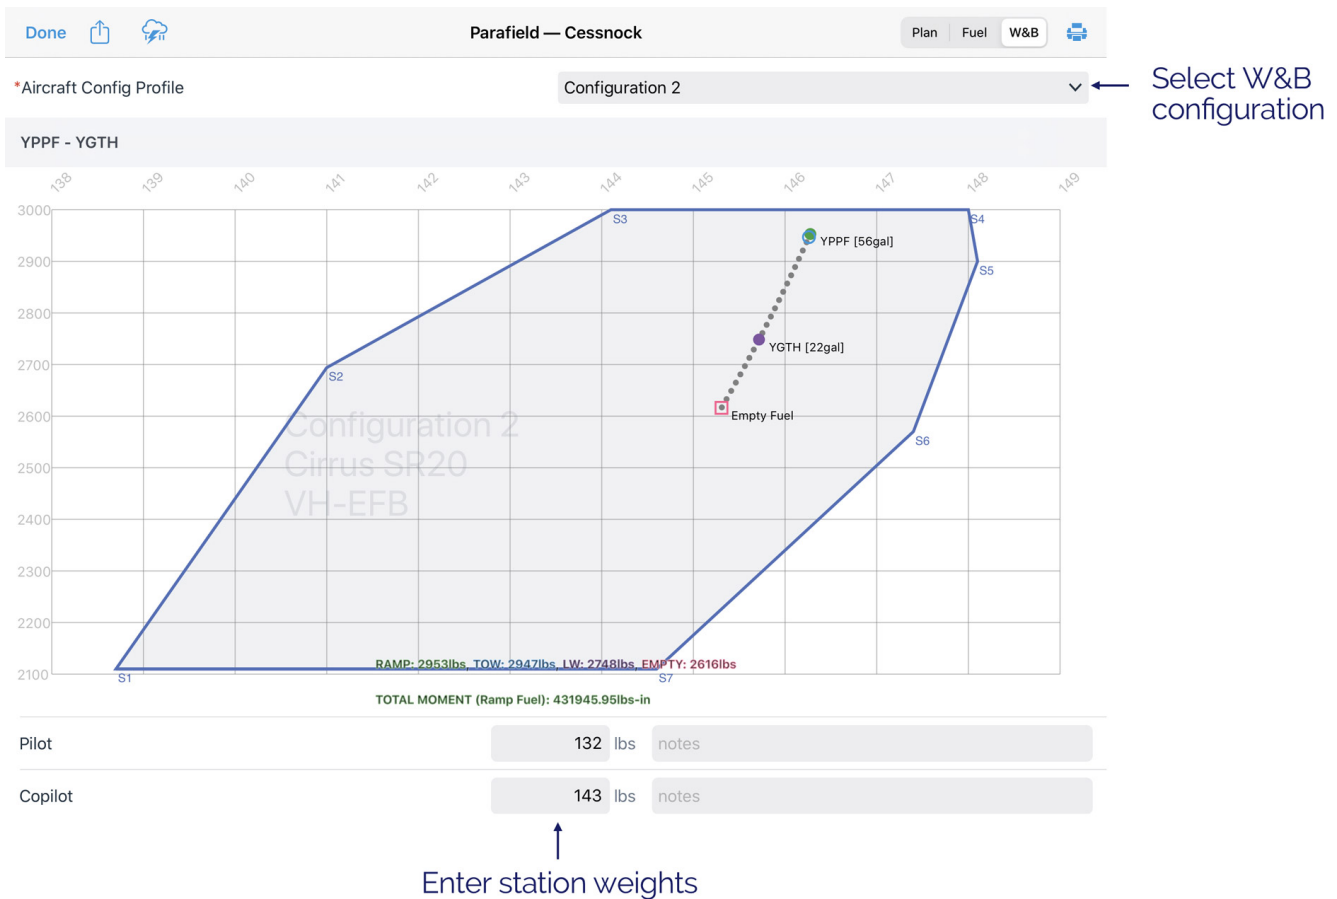 Done
Parafield — Cessnock
Plan Fuel W&B
*Aircraft Config Profile
Configuration 2
Select W&B
configuration
YPPF - YGTH
138 139 140 141 142 143 144 145 146 147 148 149
3000
S3
S4
YPPF [56gal]
2900
S5
2800
YGTH [22gal]
2700
S2
2600
Empty Fuel
Configuration 2
S6
2500
Cirrus SR20
2400
VH-EFB
2300
2200
RAMP: 2953lbs, TOW: 2947lbs, LW: 2748lbs, EMPTY: 2616lbs
2100
S1
S7
TOTAL MOMENT (Ramp Fuel): 431945.95lbs-in
Pilot 132 lbs notes
Copilot 143 lbs notes
Enter station weights